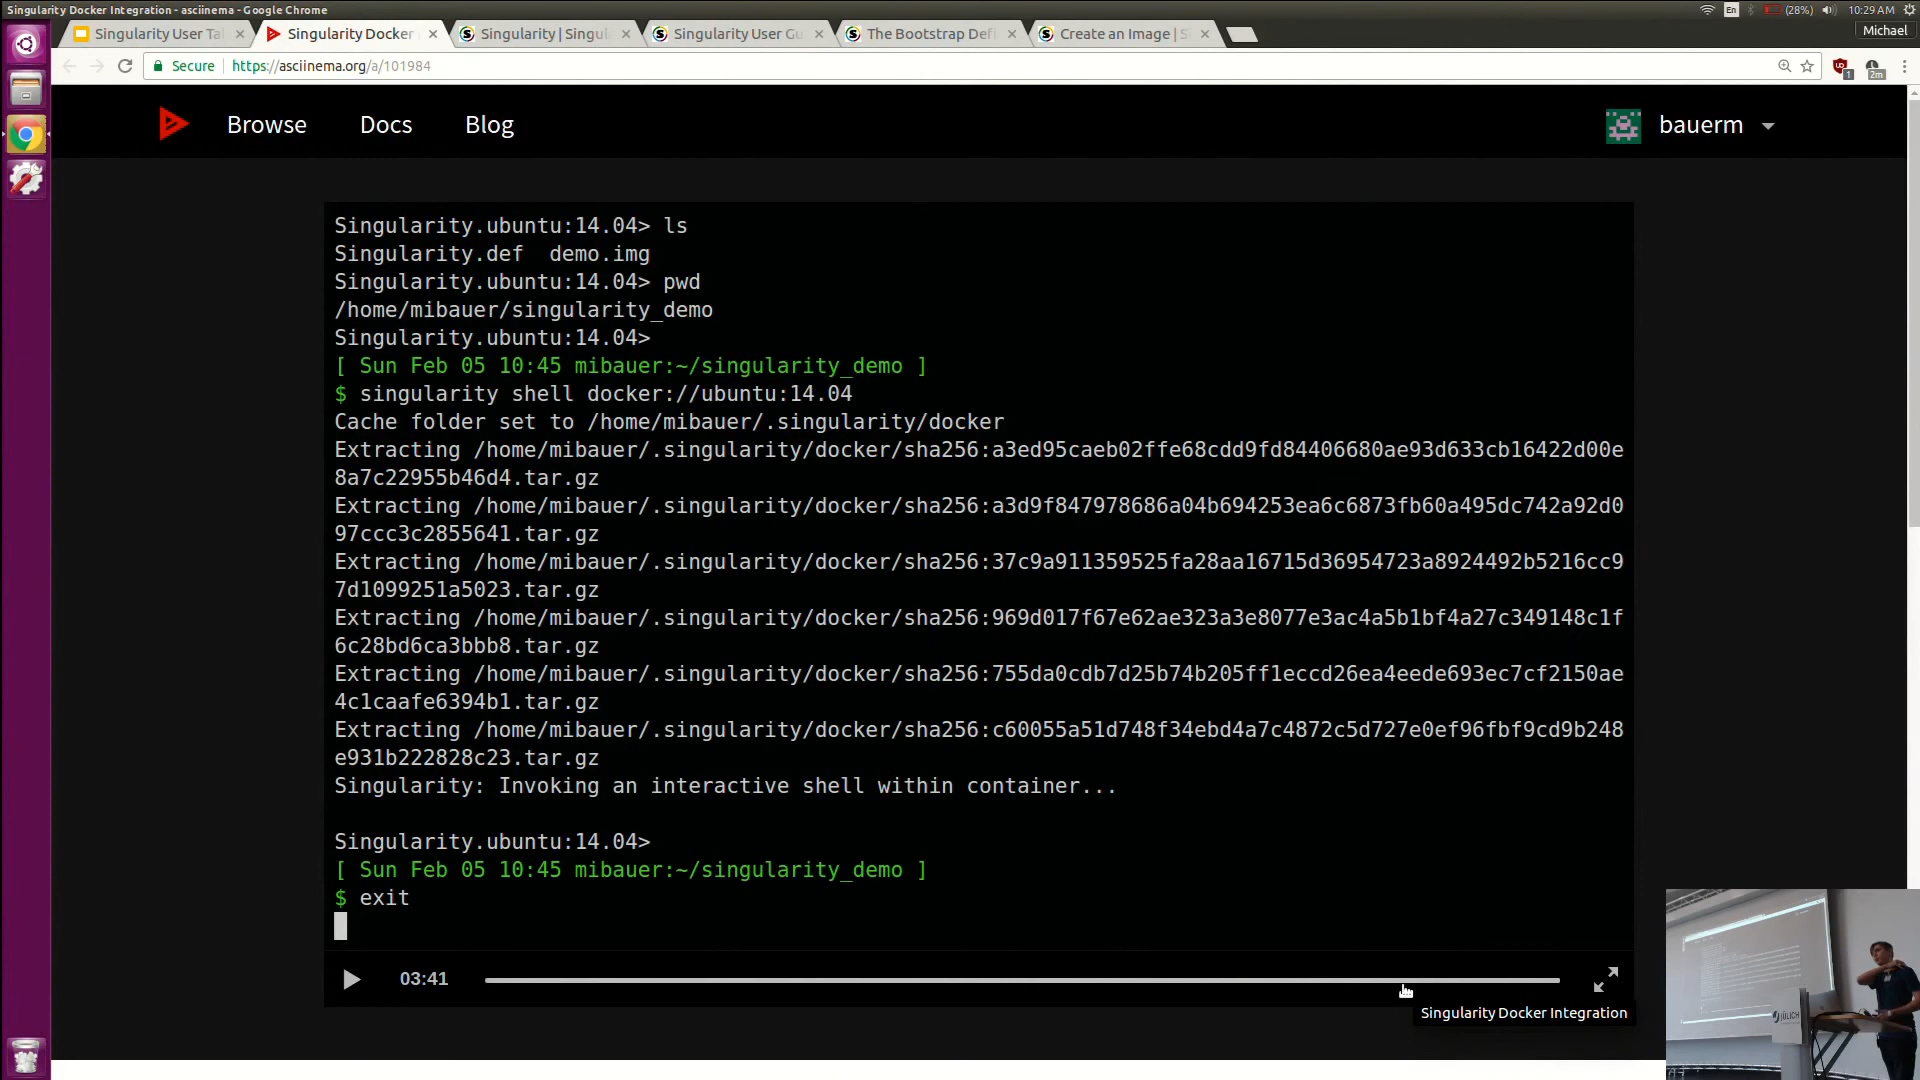 Singularity Docker Integration - asciinema - Google Chrome
En
(28%)
10:29 AM
Singularity User Tal
Singularity Docker
Singularity | Singul
Singularity User Gu
The Bootstrap Defi
Create an Image | S
Michael
Secure
https://asciinema.org/a/101984
1
2m
Browse
Docs
Blog
bauerm
Singularity.ubuntu:14.04> ls
Singularity.def  demo.img
Singularity.ubuntu:14.04> pwd
/home/mibauer/singularity_demo
Singularity.ubuntu:14.04>
[ Sun Feb 05 10:45 mibauer:~/singularity_demo ]
$ singularity shell docker://ubuntu:14.04
Cache folder set to /home/mibauer/.singularity/docker
Extracting /home/mibauer/.singularity/docker/sha256:a3ed95caeb02ffe68cdd9fd84406680ae93d633cb16422d00e
8a7c22955b46d4.tar.gz
Extracting /home/mibauer/.singularity/docker/sha256:a3d9f847978686a04b694253ea6c6873fb60a495dc742a92d0
97ccc3c2855641.tar.gz
Extracting /home/mibauer/.singularity/docker/sha256:37c9a911359525fa28aa16715d36954723a8924492b5216cc9
7d1099251a5023.tar.gz
Extracting /home/mibauer/.singularity/docker/sha256:969d017f67e62ae323a3e8077e3ac4a5b1bf4a27c349148c1f
6c28bd6ca3bbb8.tar.gz
Extracting /home/mibauer/.singularity/docker/sha256:755da0cdb7d25b74b205ff1eccd26ea4eede693ec7cf2150ae
4c1caafe6394b1.tar.gz
Extracting /home/mibauer/.singularity/docker/sha256:c60055a51d748f34ebd4a7c4872c5d727e0ef96fbf9cd9b248
e931b222828c23.tar.gz
Singularity: Invoking an interactive shell within container...
Singularity.ubuntu:14.04>
[ Sun Feb 05 10:45 mibauer:~/singularity_demo ]
$ exit
03:41
Singularity Docker Integration
JÜLICH